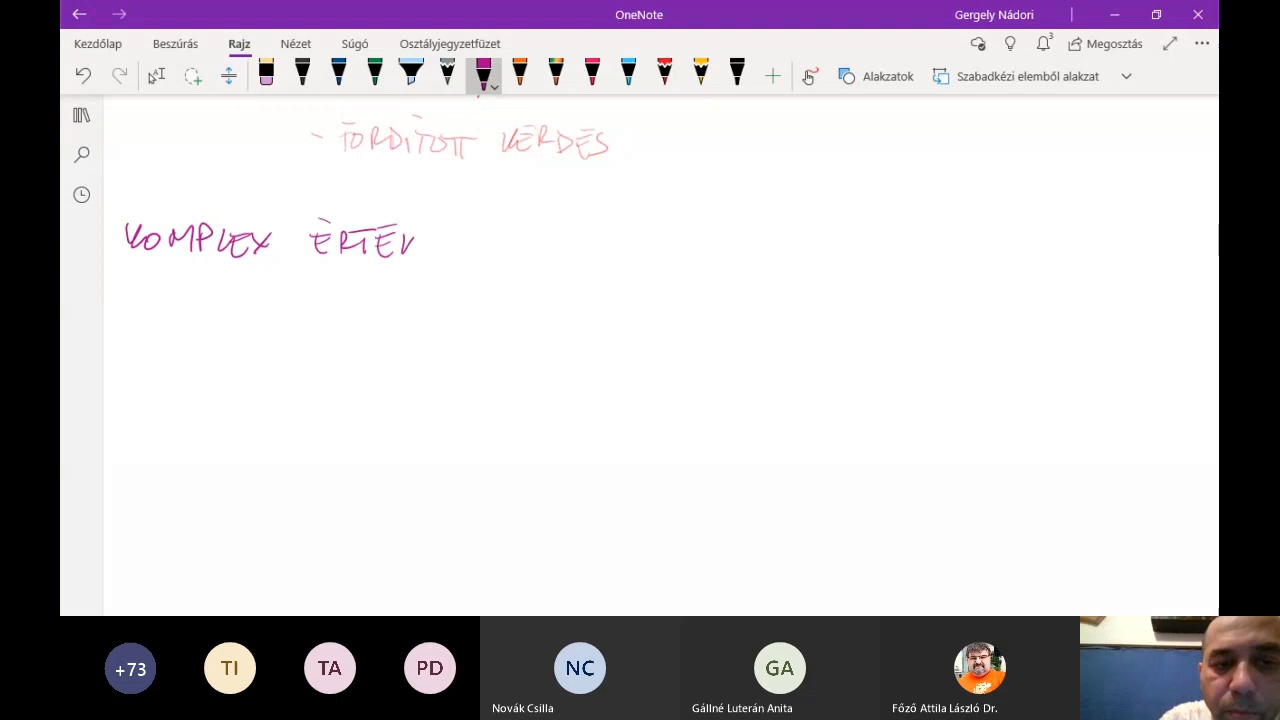 OneNote
Gergely Nádori
Kezdőlap Beszúrás Rajz Nézet Súgó Osztályjegyzetfüzet
3 Megosztás
Alakzatok Szabadkézi elemből alakzat
- FORDÍTOTT KÉRDÉS
KOMPLEX ÉRTÉK
+73 TI TA PD NC GA
Novák Csilla Gállné Luterán Anita Főző Attila László Dr.